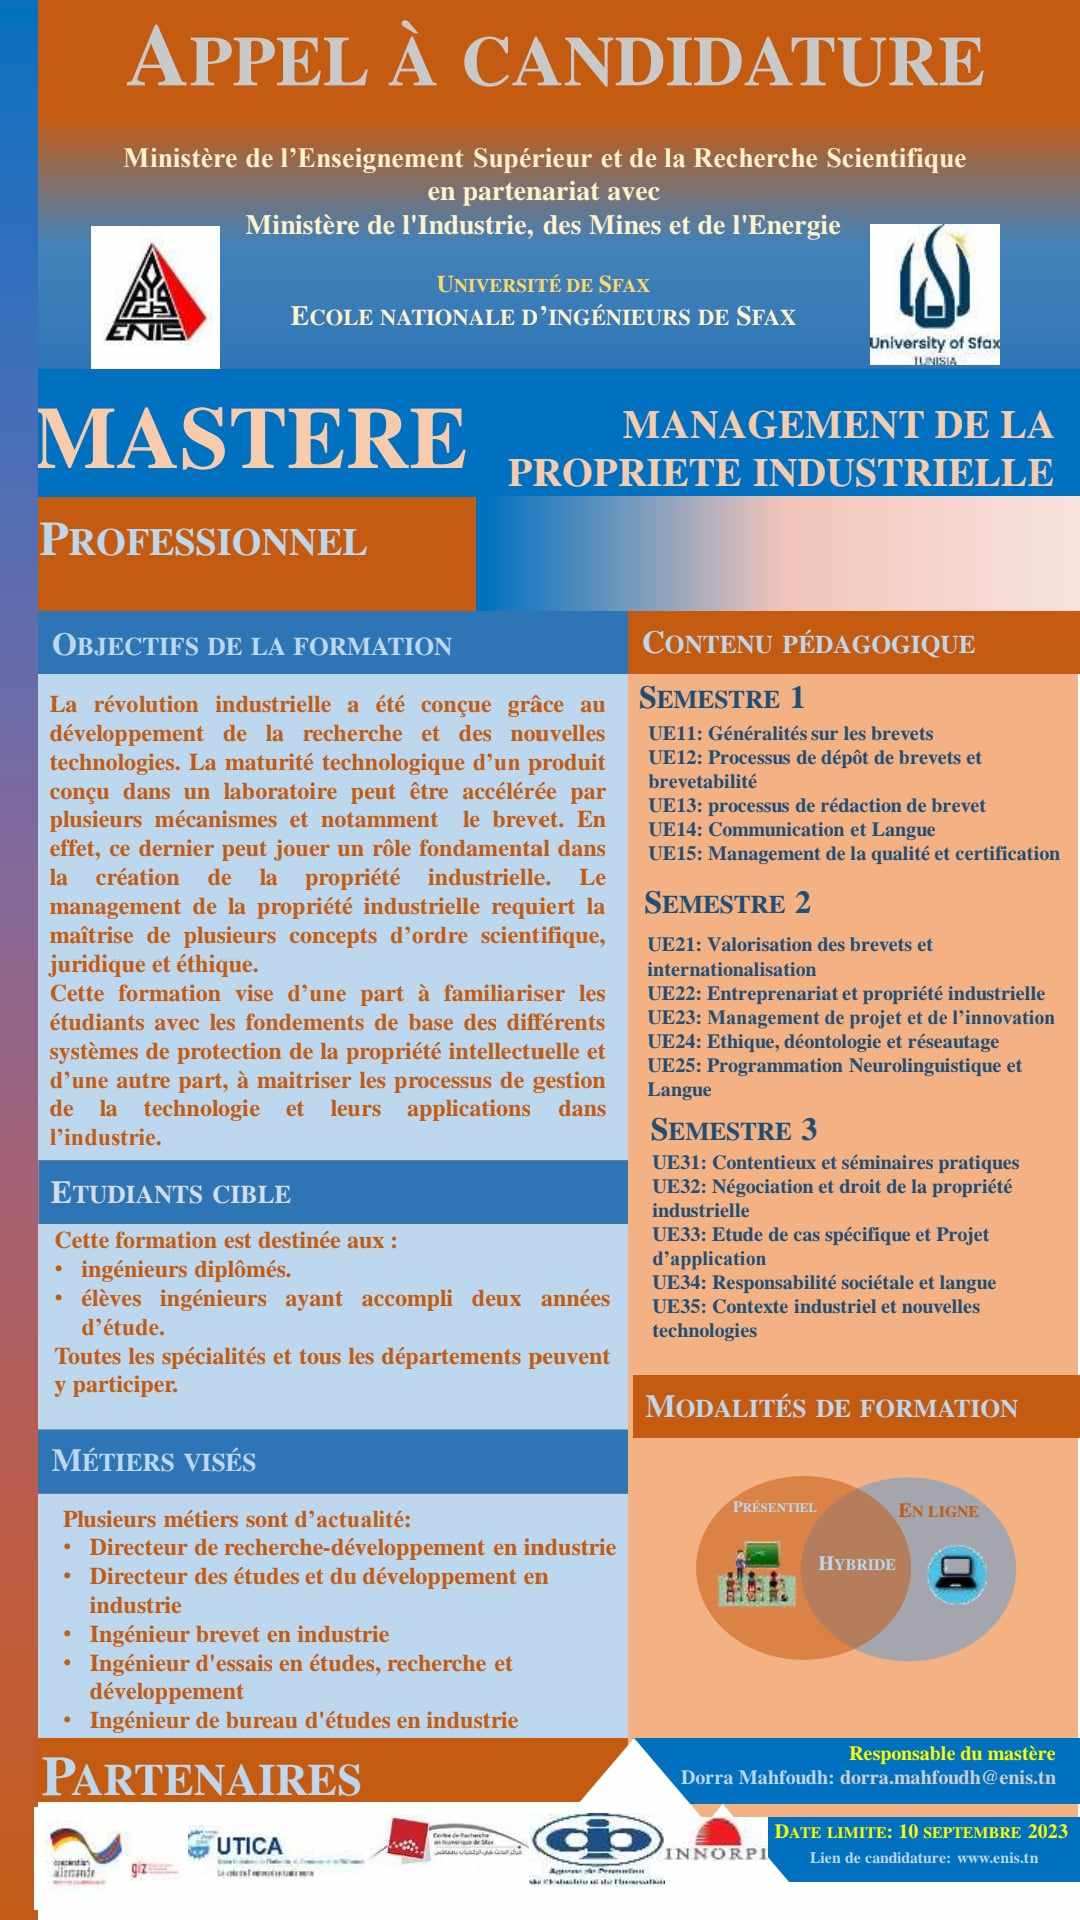 APPEL À CANDIDATURE
Ministère de l’Enseignement Supérieur et de la Recherche Scientifique
en partenariat avec
Ministère de l'Industrie, des Mines et de l'Energie
UNIVERSITÉ DE SFAX
ECOLE NATIONALE D’INGÉNIEURS DE SFAX
ENIS
University of Sfax
TUNISIA
MASTERE
MANAGEMENT DE LA
PROPRIETE INDUSTRIELLE
PROFESSIONNEL
OBJECTIFS DE LA FORMATION
La révolution industrielle a été conçue grâce au
développement de la recherche et des nouvelles
technologies. La maturité technologique d’un produit
conçu dans un laboratoire peut être accélérée par
plusieurs mécanismes et notamment le brevet. En
effet, ce dernier peut jouer un rôle fondamental dans
la création de la propriété industrielle. Le
management de la propriété industrielle requiert la
maîtrise de plusieurs concepts d’ordre scientifique,
juridique et éthique.
Cette formation vise d’une part à familiariser les
étudiants avec les fondements de base des différents
systèmes de protection de la propriété intellectuelle et
d’une autre part, à maitriser les processus de gestion
de la technologie et leurs applications dans
l’industrie.
ETUDIANTS CIBLE
Cette formation est destinée aux :
• ingénieurs diplômés.
• élèves ingénieurs ayant accompli deux années
d’étude.
Toutes les spécialités et tous les départements peuvent
y participer.
MÉTIERS VISÉS
Plusieurs métiers sont d’actualité:
• Directeur de recherche-développement en industrie
• Directeur des études et du développement en
industrie
• Ingénieur brevet en industrie
• Ingénieur d'essais en études, recherche et
développement
• Ingénieur de bureau d'études en industrie
CONTENU PÉDAGOGIQUE
SEMESTRE 1
UE11: Généralités sur les brevets
UE12: Processus de dépôt de brevets et
brevetabilité
UE13: processus de rédaction de brevet
UE14: Communication et Langue
UE15: Management de la qualité et certification
SEMESTRE 2
UE21: Valorisation des brevets et
internationalisation
UE22: Entreprenariat et propriété industrielle
UE23: Management de projet et de l’innovation
UE24: Ethique, déontologie et réseautage
UE25: Programmation Neurolinguistique et
Langue
SEMESTRE 3
UE31: Contentieux et séminaires pratiques
UE32: Négociation et droit de la propriété
industrielle
UE33: Etude de cas spécifique et Projet
d’application
UE34: Responsabilité sociétale et langue
UE35: Contexte industriel et nouvelles
technologies
MODALITÉS DE FORMATION
PRÉSENTIEL
EN LIGNE
HYBRIDE
PARTENAIRES
Responsable du mastère
Dorra Mahfoudh: dorra.mahfoudh@enis.tn
DATE LIMITE: 10 SEPTEMBRE 2023
Lien de candidature: www.enis.tn
coopération
allemande
giz
UTICA
Centre de Recherche
en Numérique de Sfax
Agence de Promotion
de l'Industrie et de l'Innovation
INNORPI